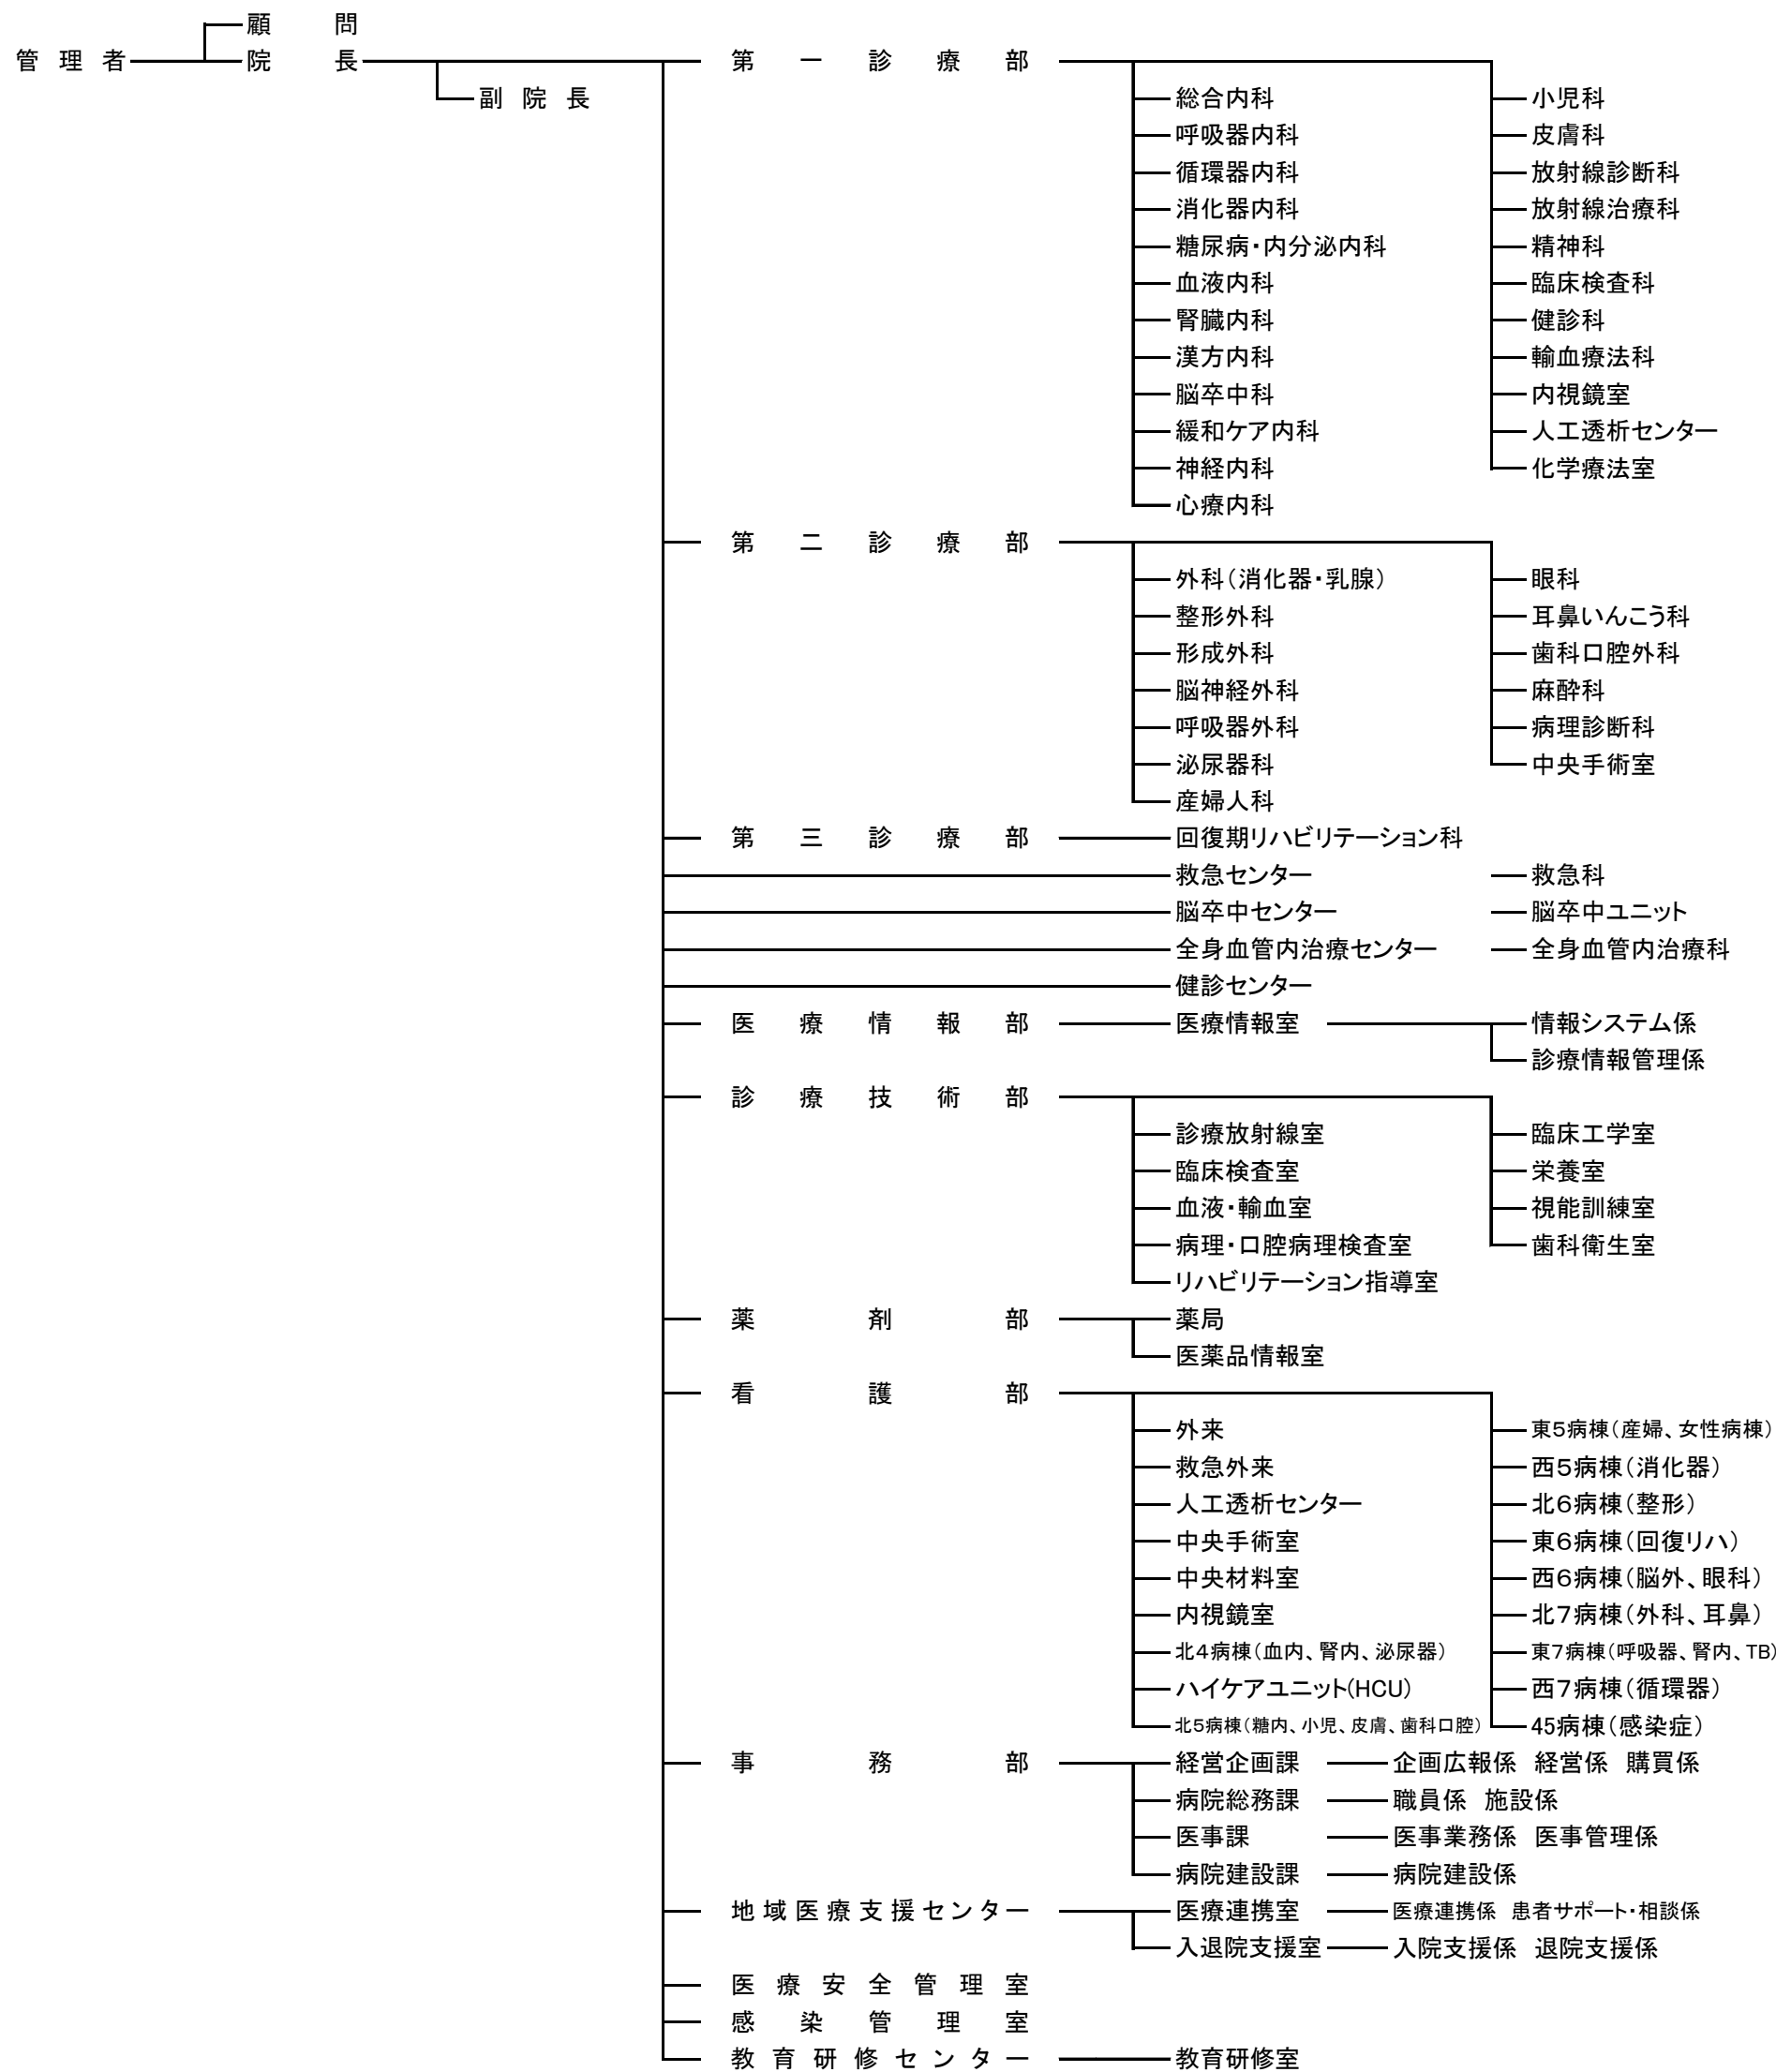 顧問
管理者 院長 第一診療部
副院長 総合内科 小児科
呼吸器内科 皮膚科
循環器内科 放射線診断科
消化器内科 放射線治療科
糖尿病・内分泌内科 精神科
血液内科 臨床検査科
腎臓内科 健診科
漢方内科 輸血療法科
脳卒中科 内視鏡室
緩和ケア内科 人工透析センター
神経内科 化学療法室
心療内科
第二診療部
外科(消化器・乳腺) 眼科
整形外科 耳鼻いんこう科
形成外科 歯科口腔外科
脳神経外科 麻酔科
呼吸器外科 病理診断科
泌尿器科 中央手術室
産婦人科
第三診療部 回復期リハビリテーション科
救急センター 救急科
脳卒中センター 脳卒中ユニット
全身血管内治療センター 全身血管内治療科
健診センター
医療情報部 医療情報室 情報システム係
診療情報管理係
診療技術部
診療放射線室 臨床工学室
臨床検査室 栄養室
血液・輸血室 視能訓練室
病理・口腔病理検査室 歯科衛生室
リハビリテーション指導室
薬剤部 薬局
医薬品情報室
看護部
外来 東5病棟(産婦、女性病棟)
救急外来 西5病棟(消化器)
人工透析センター 北6病棟(整形)
中央手術室 東6病棟(回復リハ)
中央材料室 西6病棟(脳外、眼科)
内視鏡室 北7病棟(外科、耳鼻)
北4病棟(血内、腎内、泌尿器) 東7病棟(呼吸器、腎内、TB)
ハイケアユニット(HCU) 西7病棟(循環器)
北5病棟(糖内、小児、皮膚、歯科口腔) 45病棟(感染症)
事務部 経営企画課 企画広報係 経営係 購買係
病院総務課 職員係 施設係
医事課 医事業務係 医事管理係
病院建設課 病院建設係
地域医療支援センター 医療連携室 医療連携係 患者サポート・相談係
入退院支援室 入院支援係 退院支援係
医療安全管理室
感染管理室
教育研修センター 教育研修室